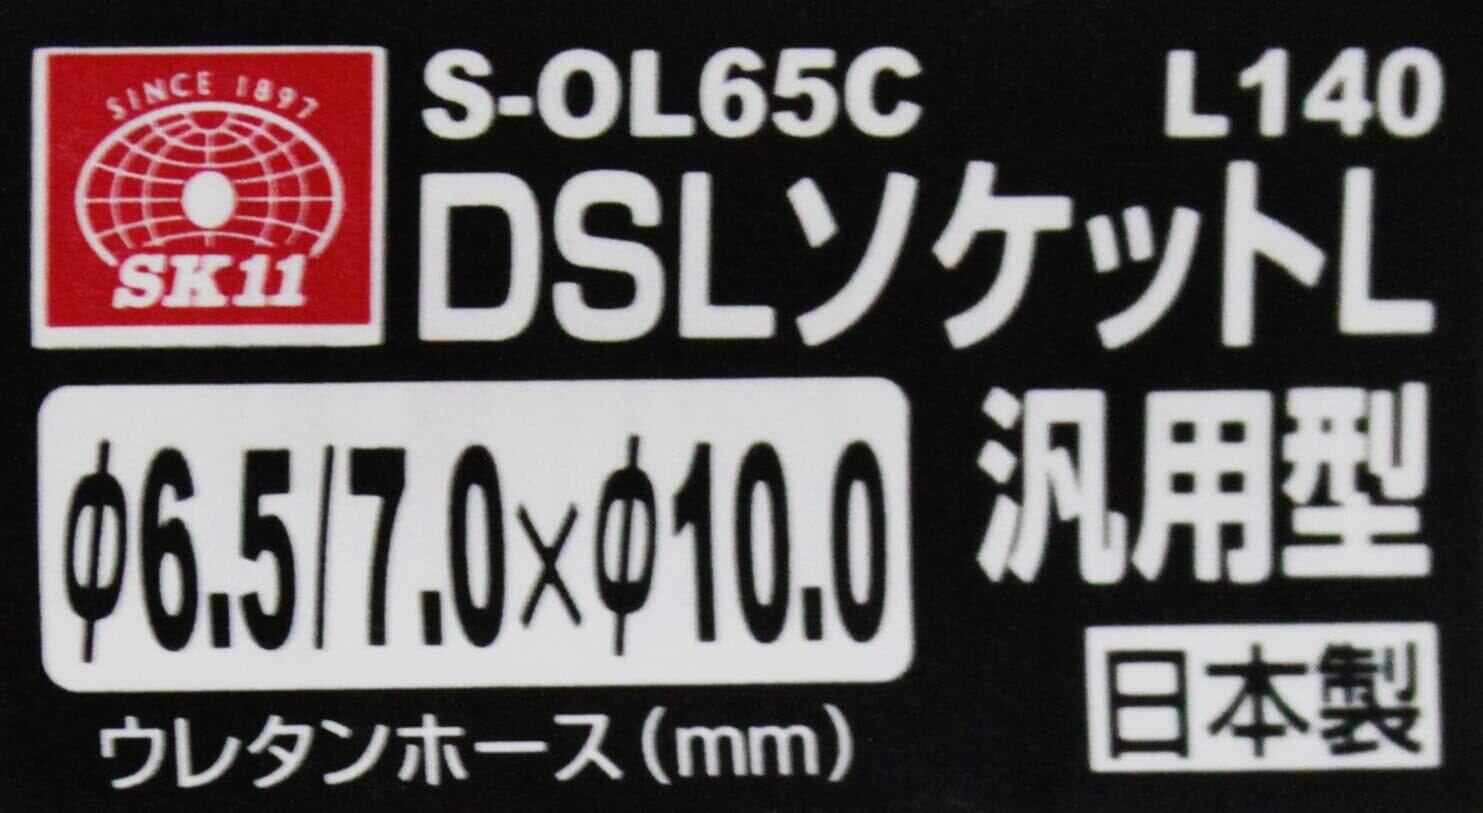 SINCE 1897
SK11
S-OL65C L140
DSLソケットL
φ6.5/7.0×φ10.0
汎用型
ウレタンホース(mm)
日本製